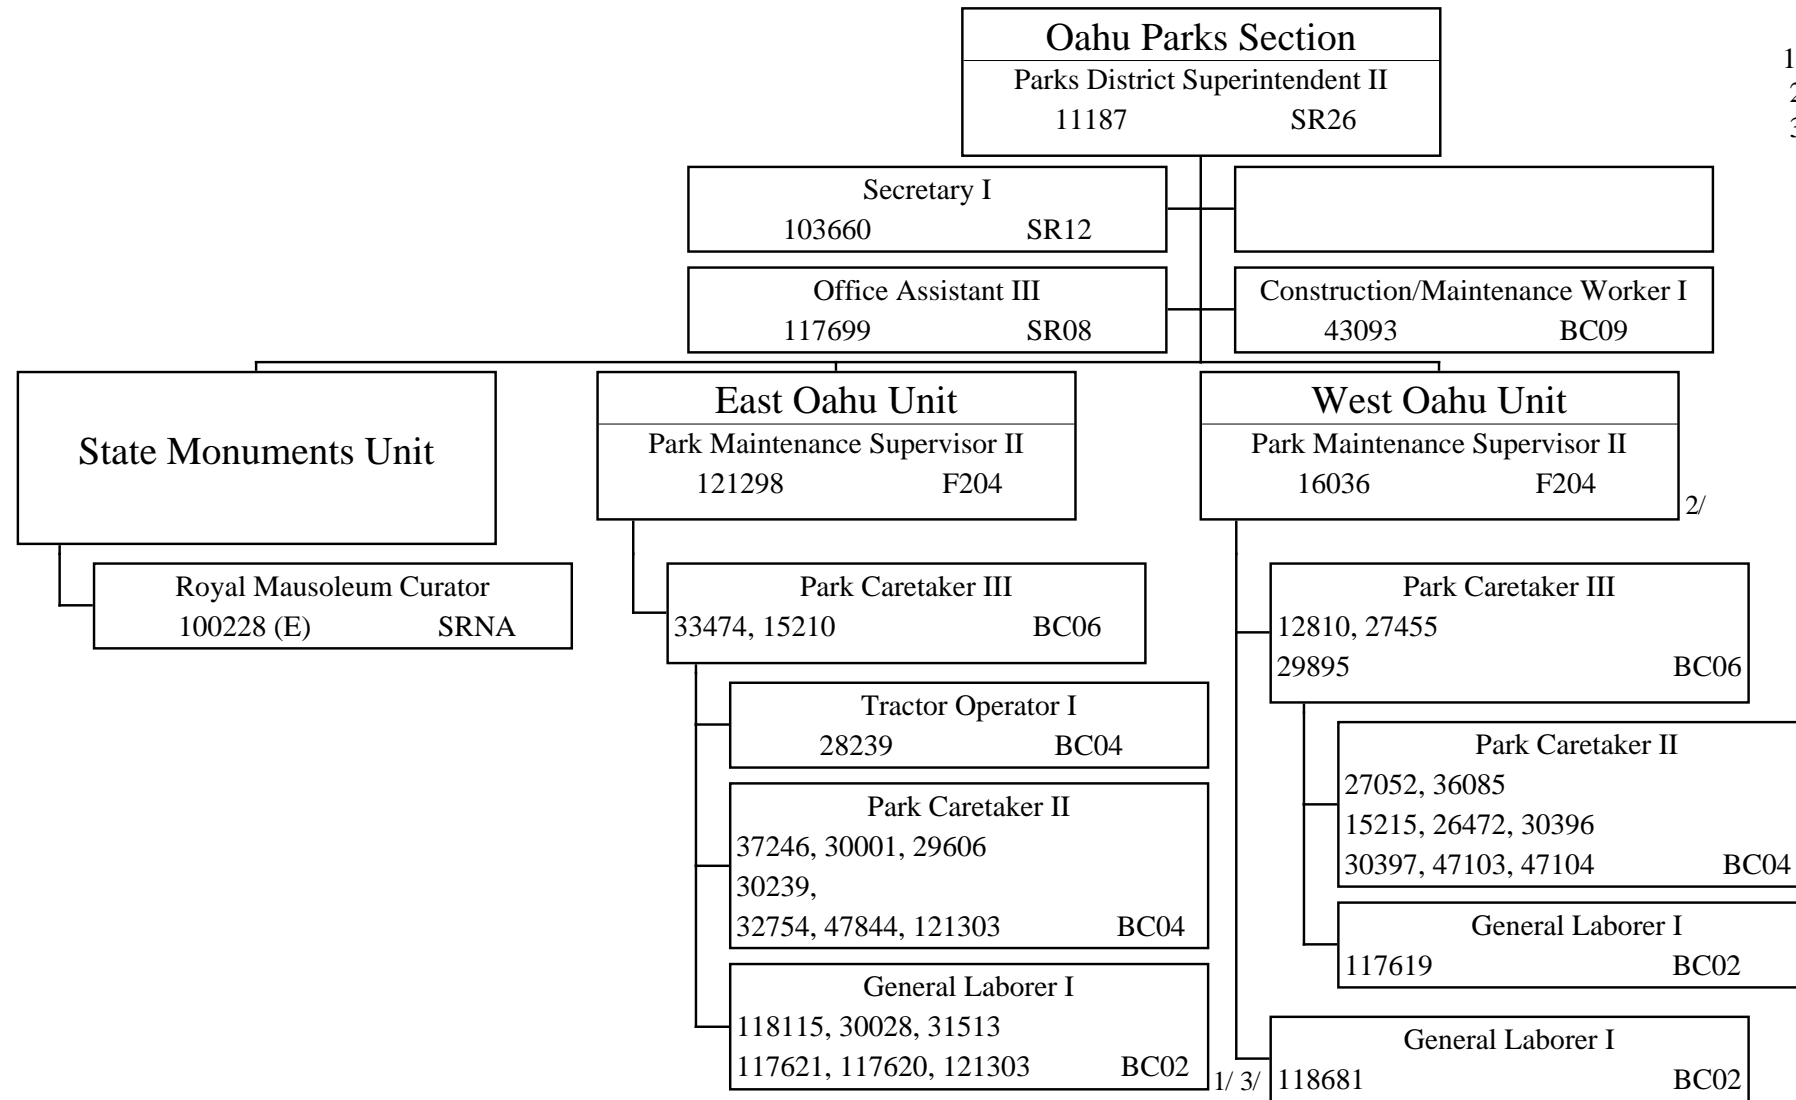 Oahu Parks Section
Parks District Superintendent II
11187 SR26
1
2
3
Secretary I
103660 SR12
Office Assistant III
117699 SR08
Construction/Maintenance Worker I
43093 BC09
State Monuments Unit
Royal Mausoleum Curator
100228 (E) SRNA
East Oahu Unit
Park Maintenance Supervisor II
121298 F204
Park Caretaker III
33474, 15210 BC06
Tractor Operator I
28239 BC04
Park Caretaker II
37246, 30001, 29606
30239,
32754, 47844, 121303 BC04
General Laborer I
118115, 30028, 31513
117621, 117620, 121303 BC02
1/ 3/
West Oahu Unit
Park Maintenance Supervisor II
16036 F204
2/
Park Caretaker III
12810, 27455
29895 BC06
Park Caretaker II
27052, 36085
15215, 26472, 30396
30397, 47103, 47104 BC04
General Laborer I
117619 BC02
General Laborer I
118681 BC02